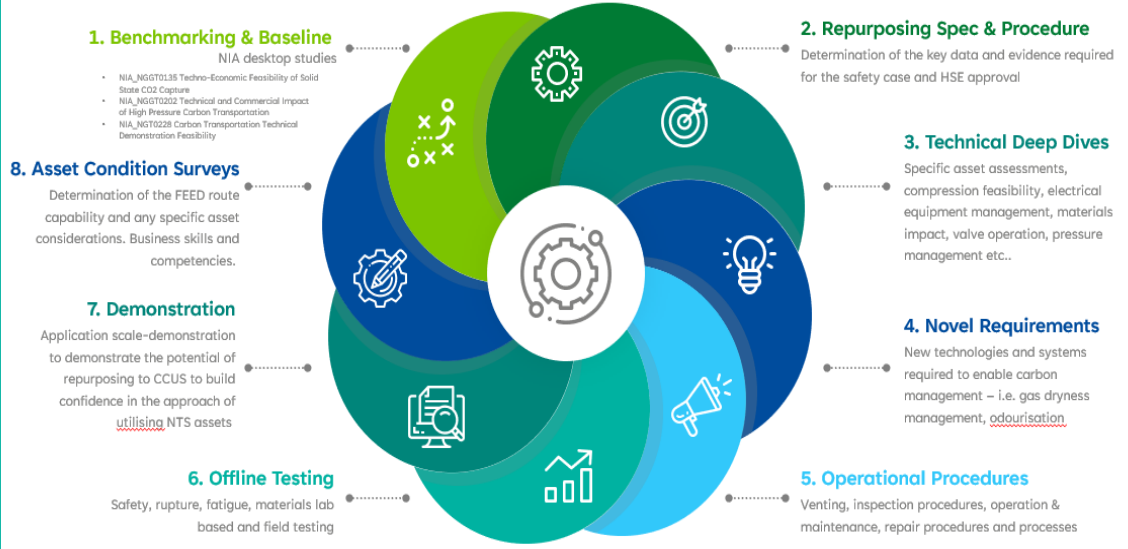 1. Benchmarking & Baseline
NIA desktop studies
• NIA_NGGT0135 Techno-Economic Feasibility of Solid
State CO2 Capture
• NIA_NGGT0202 Technical and Commercial Impact
of High Pressure Carbon Transportation
• NIA_NGT0228 Carbon Transportation Technical
Demonstration Feasibility
2. Repurposing Spec & Procedure
Determination of the key data and evidence required
for the safety case and HSE approval
3. Technical Deep Dives
Specific asset assessments,
compression feasibility, electrical
equipment management, materials
impact, valve operation, pressure
management etc..
4. Novel Requirements
New technologies and systems
required to enable carbon
management – i.e. gas dryness
management, odourisation
5. Operational Procedures
Venting, inspection procedures, operation &
maintenance, repair procedures and processes
6. Offline Testing
Safety, rupture, fatigue, materials lab
based and field testing
7. Demonstration
Application scale-demonstration
to demonstrate the potential of
repurposing to CCUS to build
confidence in the approach of
utilising NTS assets
8. Asset Condition Surveys
Determination of the FEED route
capability and any specific asset
considerations. Business skills and
competencies.